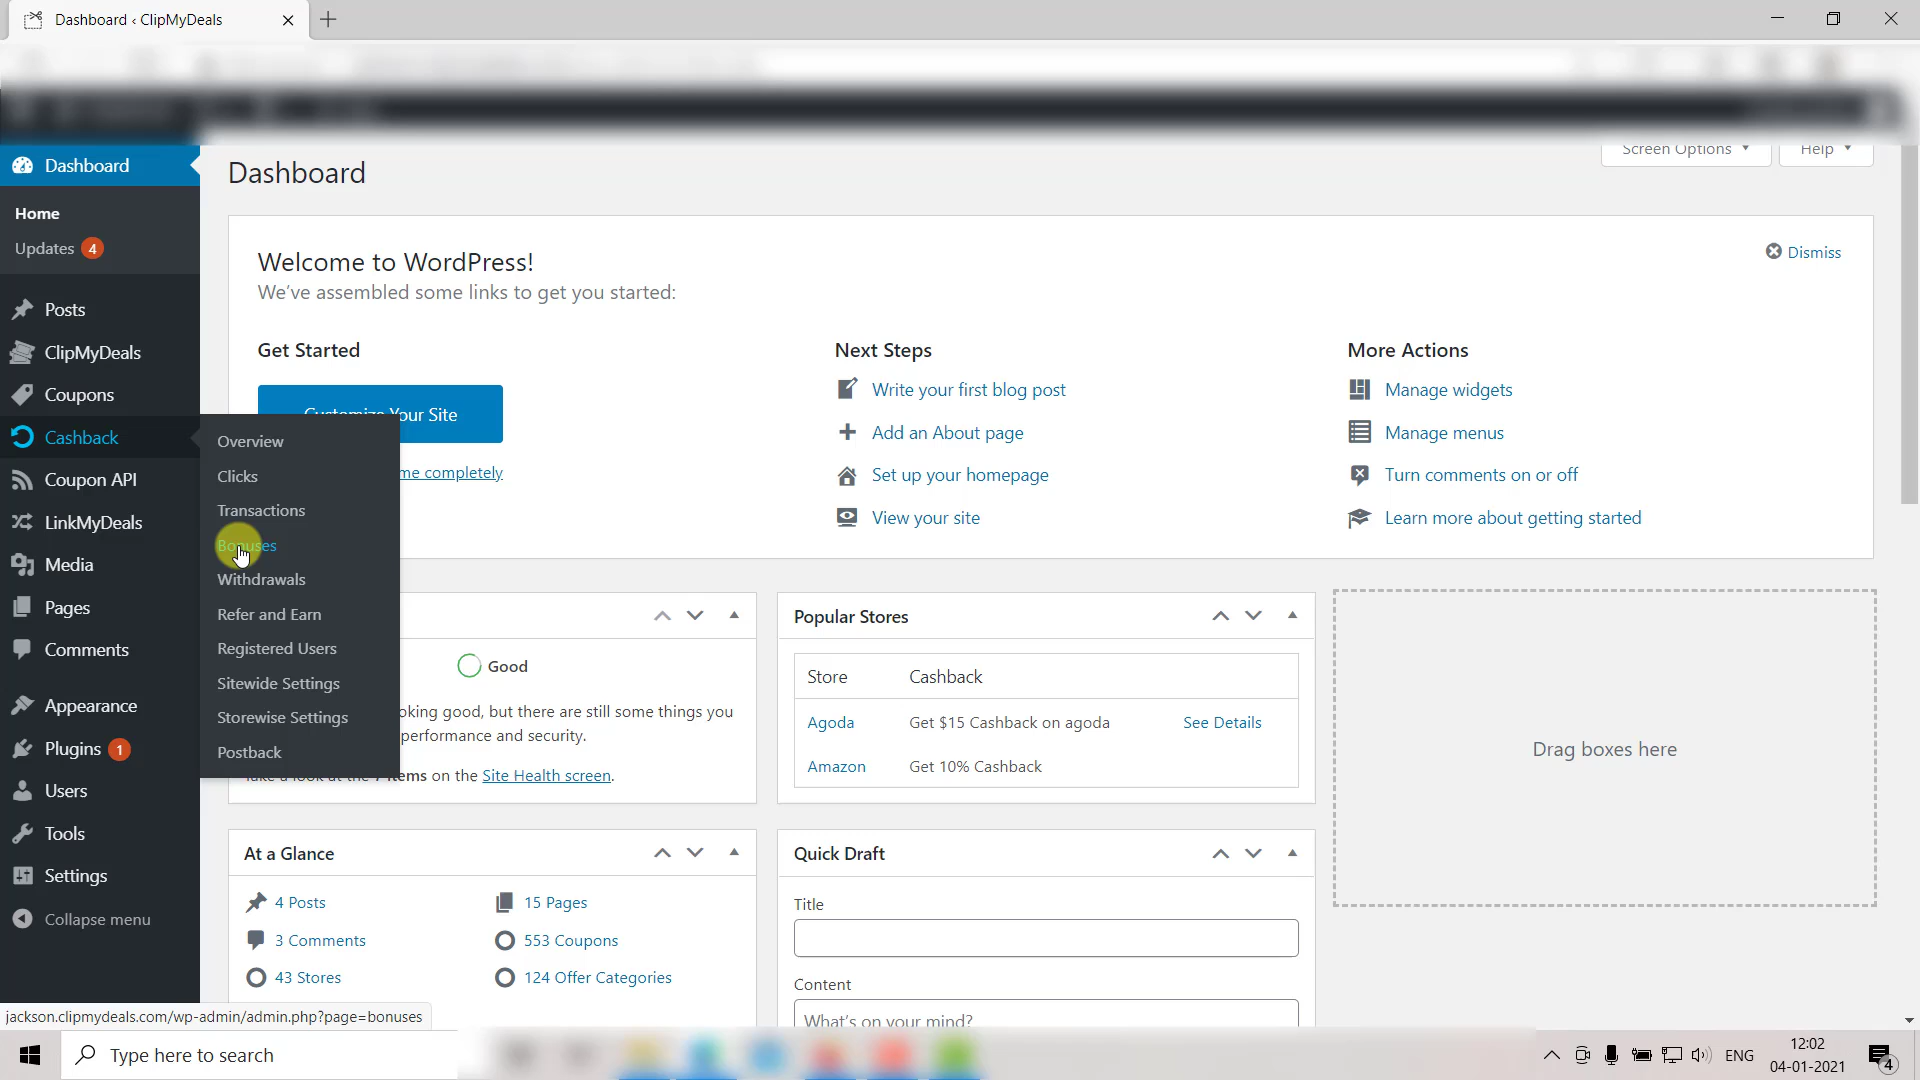 Dashboard ‹ ClipMyDeals
Dashboard
Home
Updates 4
Posts
ClipMyDeals
Coupons
Cashback
Coupon API
LinkMyDeals
Media
Pages
Comments
Appearance
Plugins 1
Users
Tools
Settings
Collapse menu
Overview
Clicks
Transactions
Bonuses
Withdrawals
Refer and Earn
Registered Users
Sitewide Settings
Storewise Settings
Postback
Dashboard
Screen Options
Help
Welcome to WordPress!
We've assembled some links to get you started:
Dismiss
Get Started
Customize Your Site
me completely
Next Steps
Write your first blog post
Add an About page
Set up your homepage
View your site
More Actions
Manage widgets
Manage menus
Turn comments on or off
Learn more about getting started
Good
oking good, but there are still some things you
performance and security.
items on the Site Health screen.
Popular Stores
Store Cashback
Agoda Get $15 Cashback on agoda See Details
Amazon Get 10% Cashback
Drag boxes here
At a Glance
4 Posts 15 Pages
3 Comments 553 Coupons
43 Stores 124 Offer Categories
Quick Draft
Title
Content
What's on your mind?
jackson.clipmydeals.com/wp-admin/admin.php?page=bonuses
Type here to search
ENG
12:02
04-01-2021
4